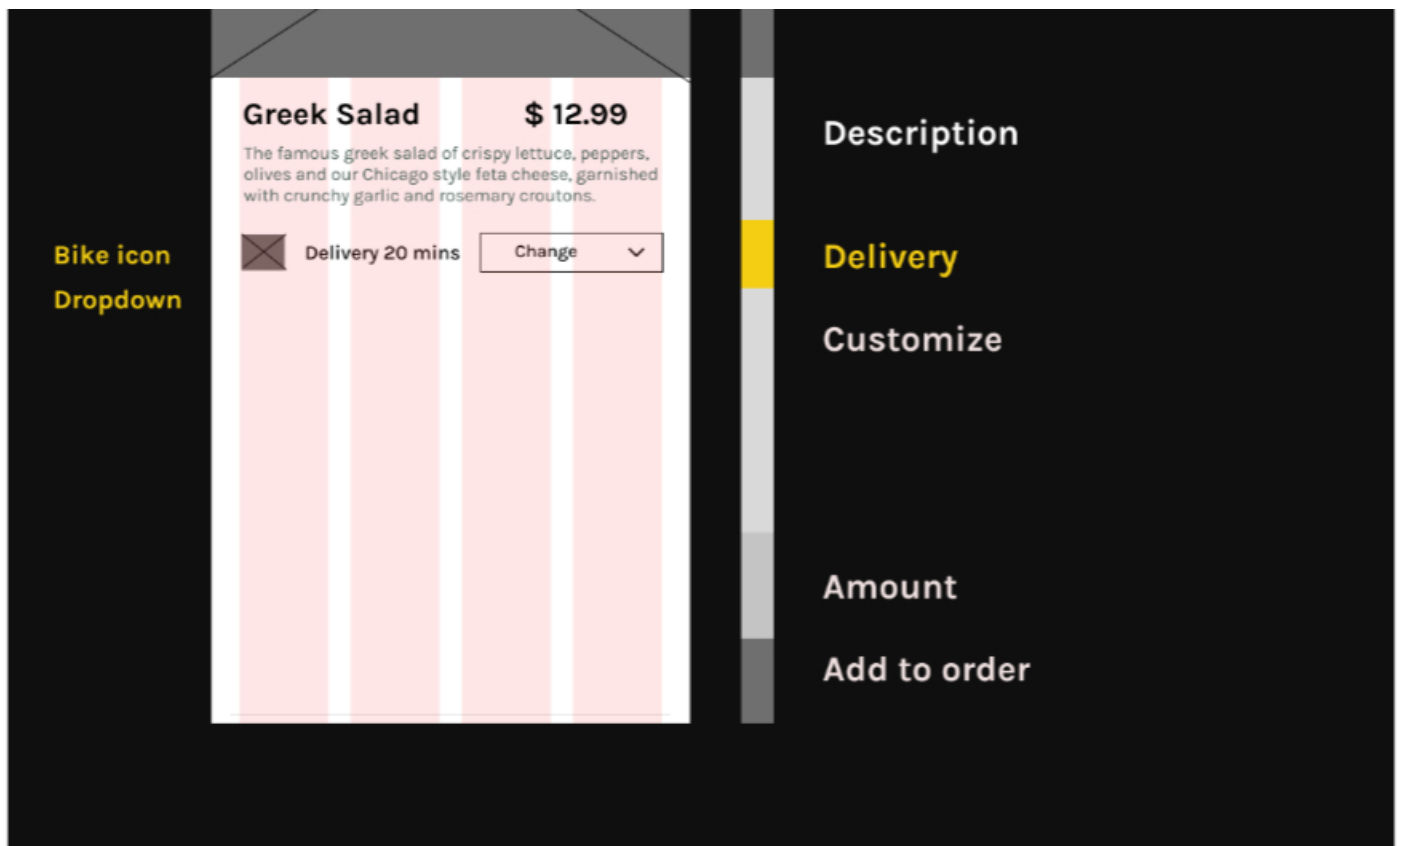 Greek Salad
$ 12.99
The famous greek salad of crispy lettuce, peppers,
olives and our Chicago style feta cheese, garnished
with crunchy garlic and rosemary croutons.
Delivery 20 mins
Change
Bike icon
Dropdown
Description
Delivery
Customize
Amount
Add to order